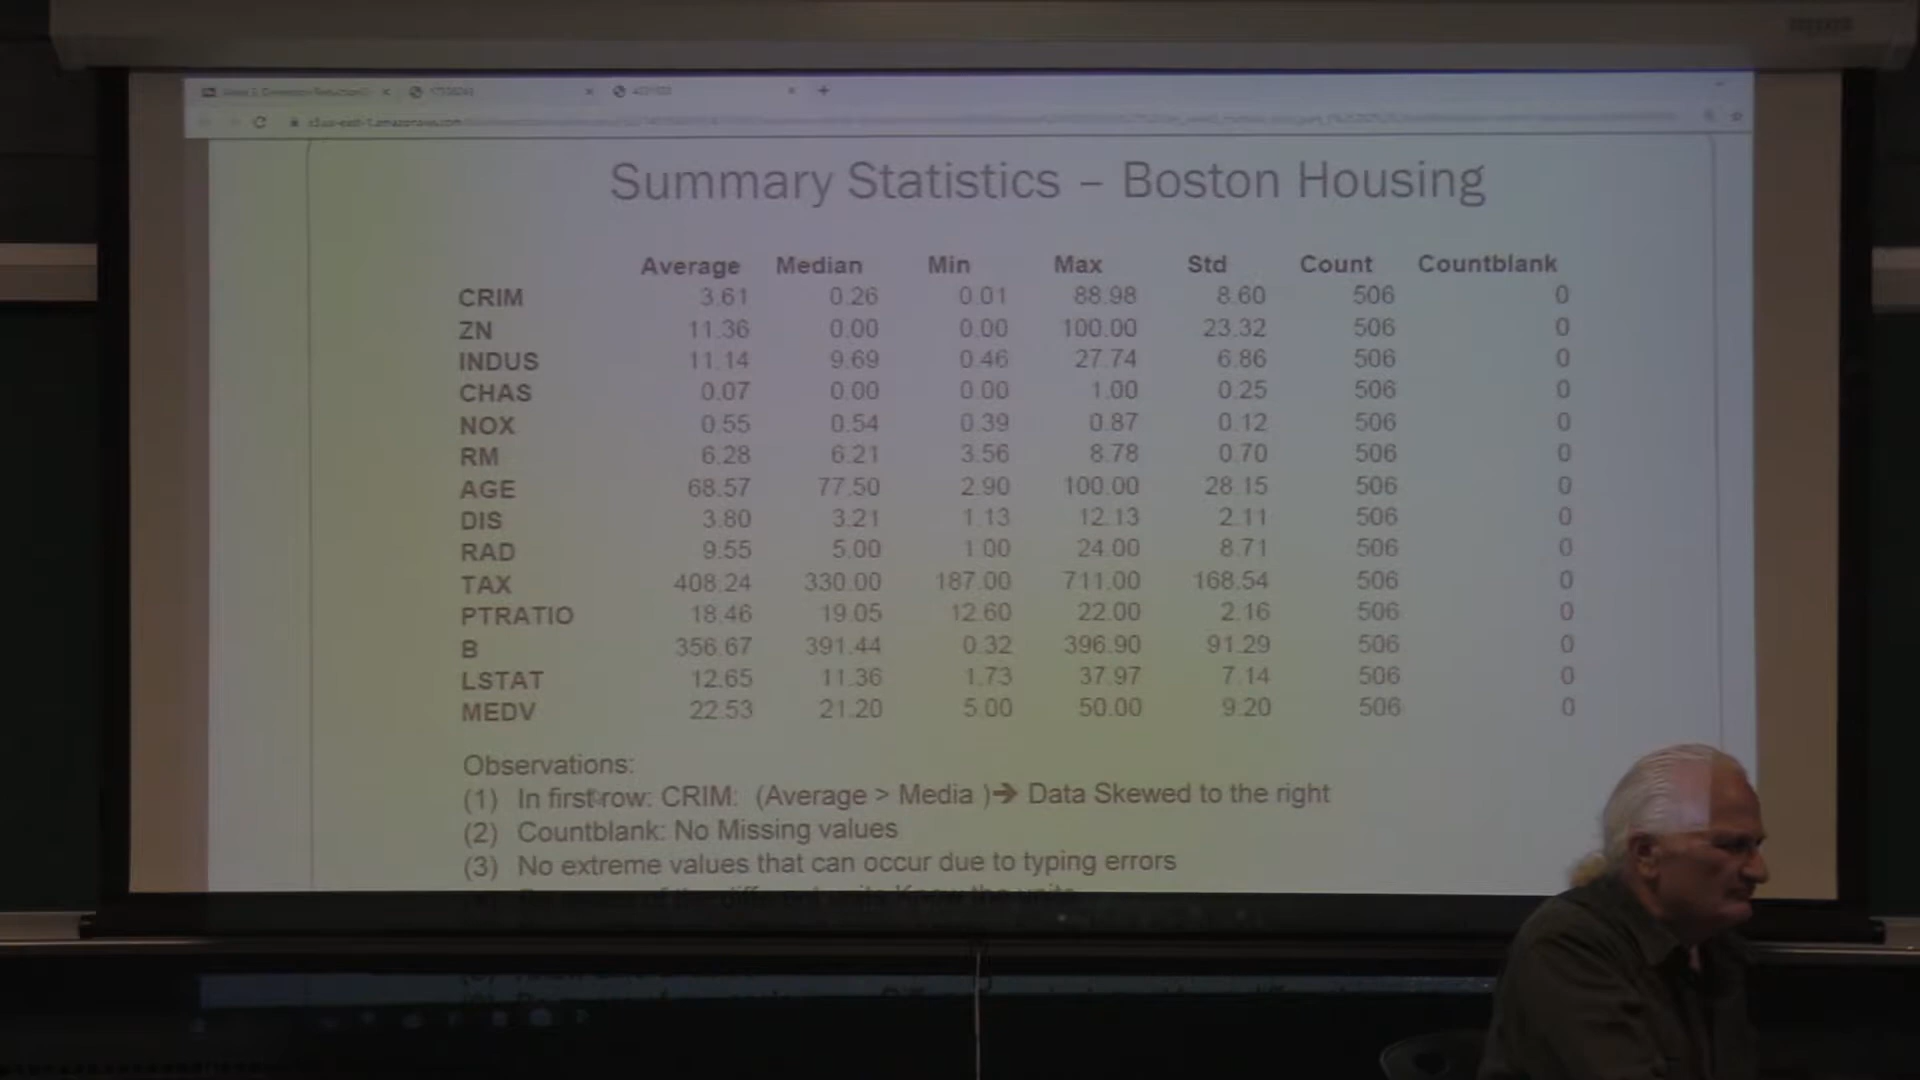 Summary Statistics – Boston Housing
Average Median Min Max Std Count Countblank
CRIM 3.61 0.26 0.01 88.98 8.60 506 0
ZN 11.36 0.00 0.00 100.00 23.32 506 0
INDUS 11.14 9.69 0.46 27.74 6.86 506 0
CHAS 0.07 0.00 0.00 1.00 0.25 506 0
NOX 0.55 0.54 0.39 0.87 0.12 506 0
RM 6.28 6.21 3.56 8.78 0.70 506 0
AGE 68.57 77.50 2.90 100.00 28.15 506 0
DIS 3.80 3.21 1.13 12.13 2.11 506 0
RAD 9.55 5.00 1.00 24.00 8.71 506 0
TAX 408.24 330.00 187.00 711.00 168.54 506 0
PTRATIO 18.46 19.05 12.60 22.00 2.16 506 0
B 356.67 391.44 0.32 396.90 91.29 506 0
LSTAT 12.65 11.36 1.73 37.97 7.14 506 0
MEDV 22.53 21.20 5.00 50.00 9.20 506 0
Observations:
(1) In first row: CRIM: (Average > Media )➔ Data Skewed to the right
(2) Countblank: No Missing values
(3) No extreme values that can occur due to typing errors